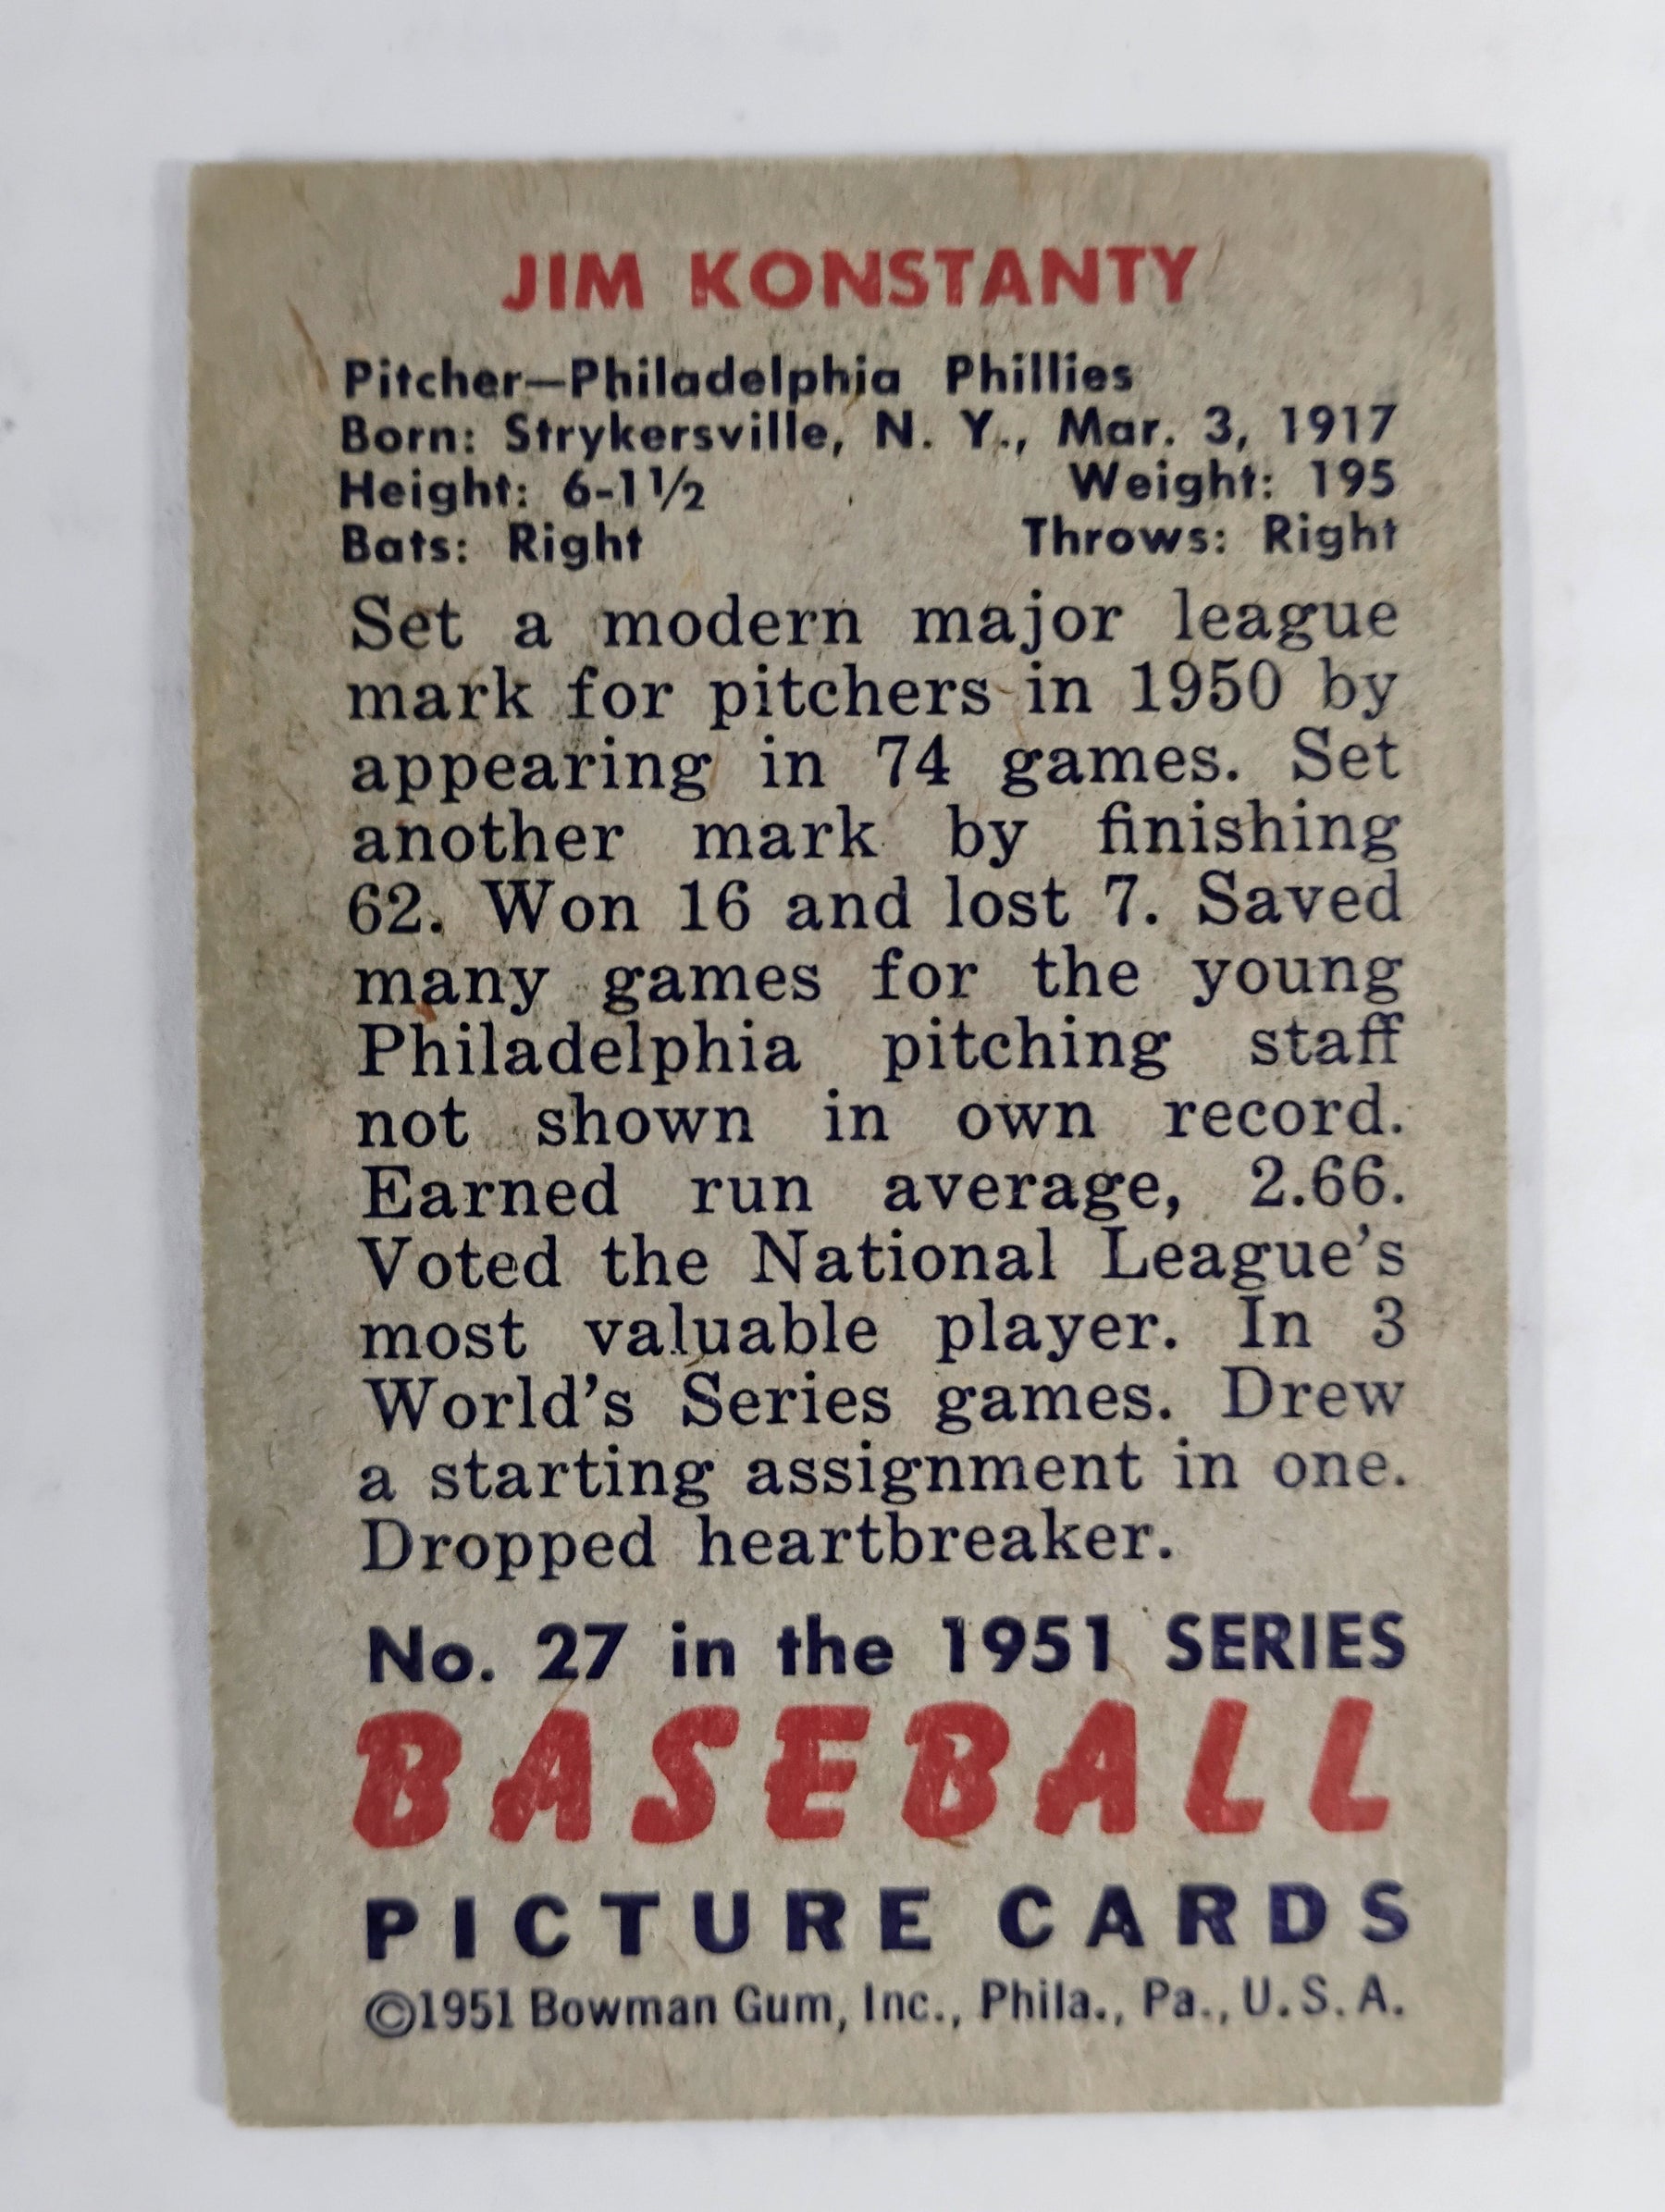 JIM KONSTANTY
Pitcher—Philadelphia Phillies
Born: Strykersville, N. Y., Mar. 3, 1917
Height: 6-1½ Weight: 195
Bats: Right Throws: Right
Set a modern major league
mark for pitchers in 1950 by
appearing in 74 games. Set
another mark by finishing
62. Won 16 and lost 7. Saved
many games for the young
Philadelphia pitching staff
not shown in own record.
Earned run average, 2.66.
Voted the National League's
most valuable player. In 3
World's Series games. Drew
a starting assignment in one.
Dropped heartbreaker.
No. 27 in the 1951 SERIES
BASEBALL
PICTURE CARDS
©1951 Bowman Gum, Inc., Phila., Pa., U. S. A.